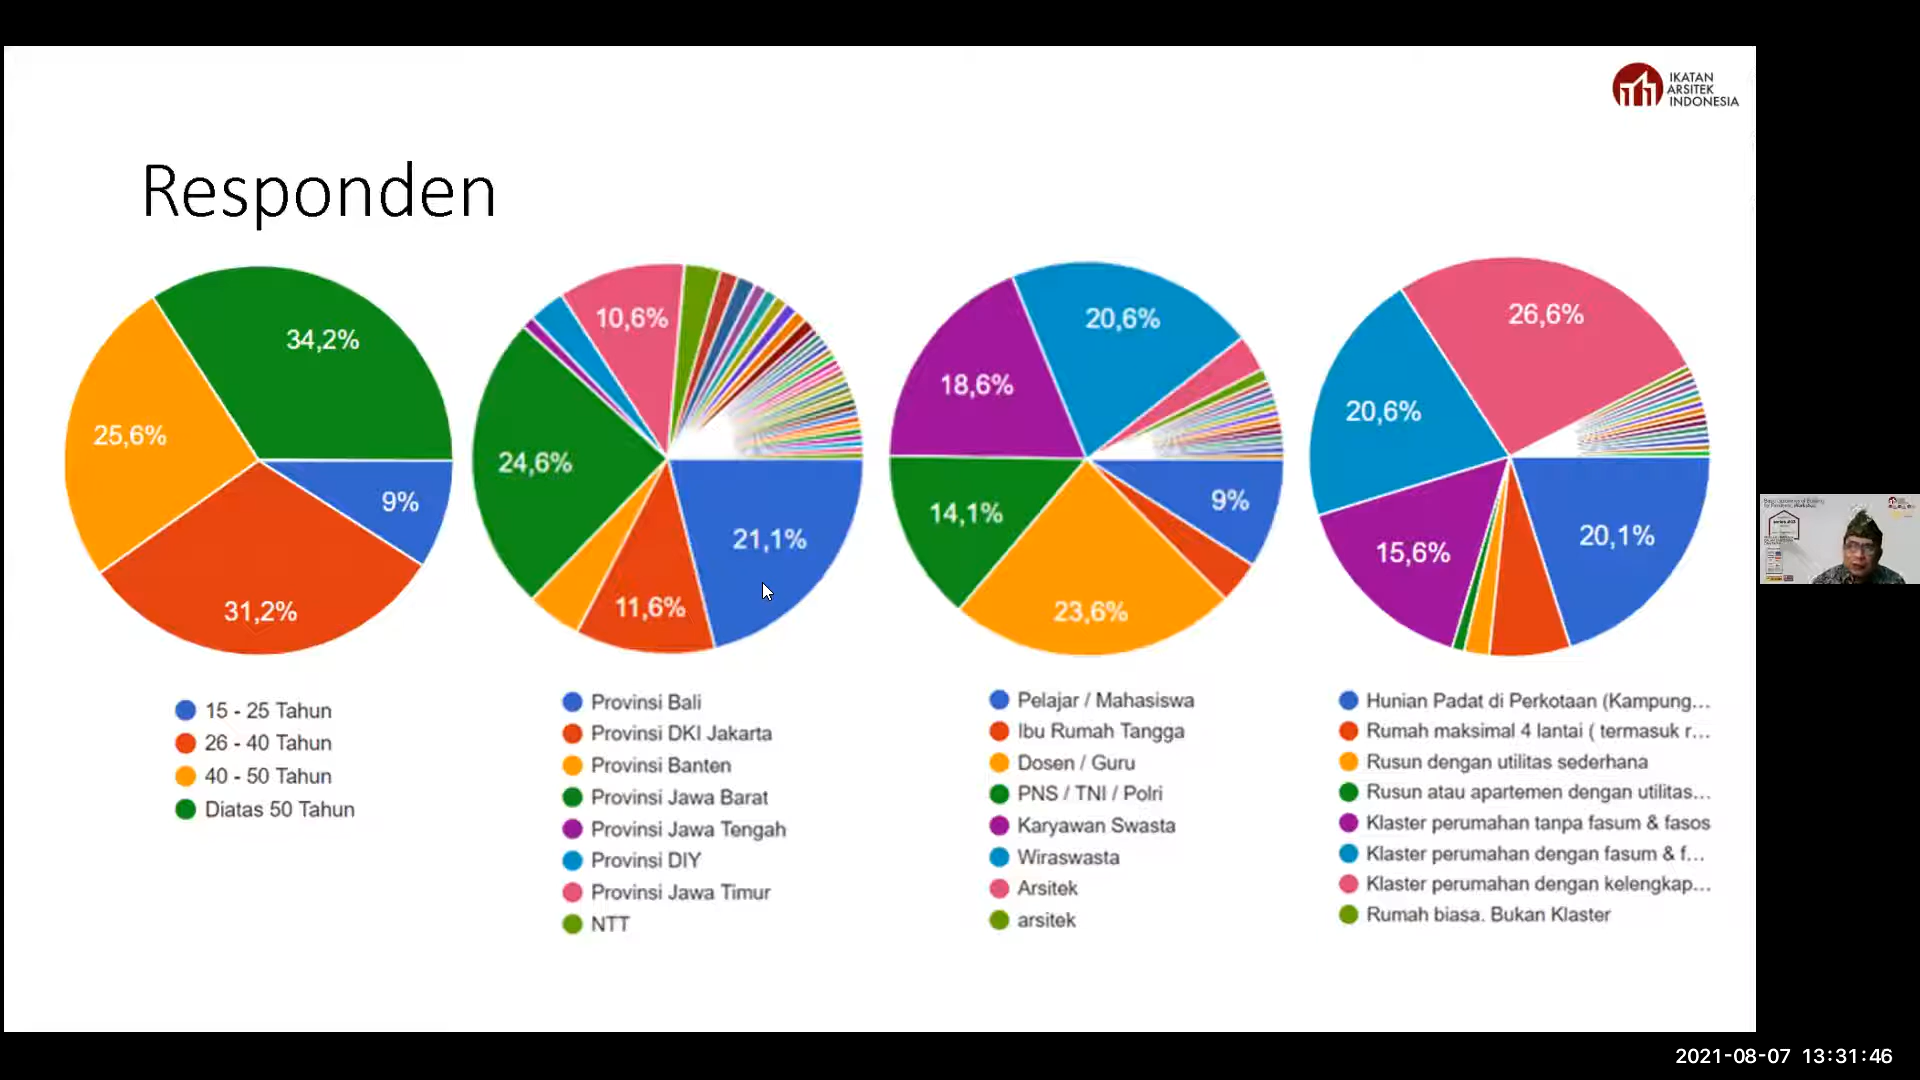 IKATAN
ARSITEK
INDONESIA
Responden
34,2%
25,6%
9%
31,2%
10,6%
24,6%
21,1%
11,6%
20,6%
18,6%
9%
14,1%
23,6%
26,6%
20,6%
20,1%
15,6%
15 - 25 Tahun
26 - 40 Tahun
40 - 50 Tahun
Diatas 50 Tahun
Provinsi Bali
Provinsi DKI Jakarta
Provinsi Banten
Provinsi Jawa Barat
Provinsi Jawa Tengah
Provinsi DIY
Provinsi Jawa Timur
NTT
Pelajar / Mahasiswa
Ibu Rumah Tangga
Dosen / Guru
PNS / TNI / Polri
Karyawan Swasta
Wiraswasta
Arsitek
arsitek
Hunian Padat di Perkotaan (Kampung...
Rumah maksimal 4 lantai ( termasuk r...
Rusun dengan utilitas sederhana
Rusun atau apartemen dengan utilitas...
Klaster perumahan tanpa fasum & fasos
Klaster perumahan dengan fasum & f...
Klaster perumahan dengan kelengkap...
Rumah biasa. Bukan Klaster
2021-08-07 13:31:46